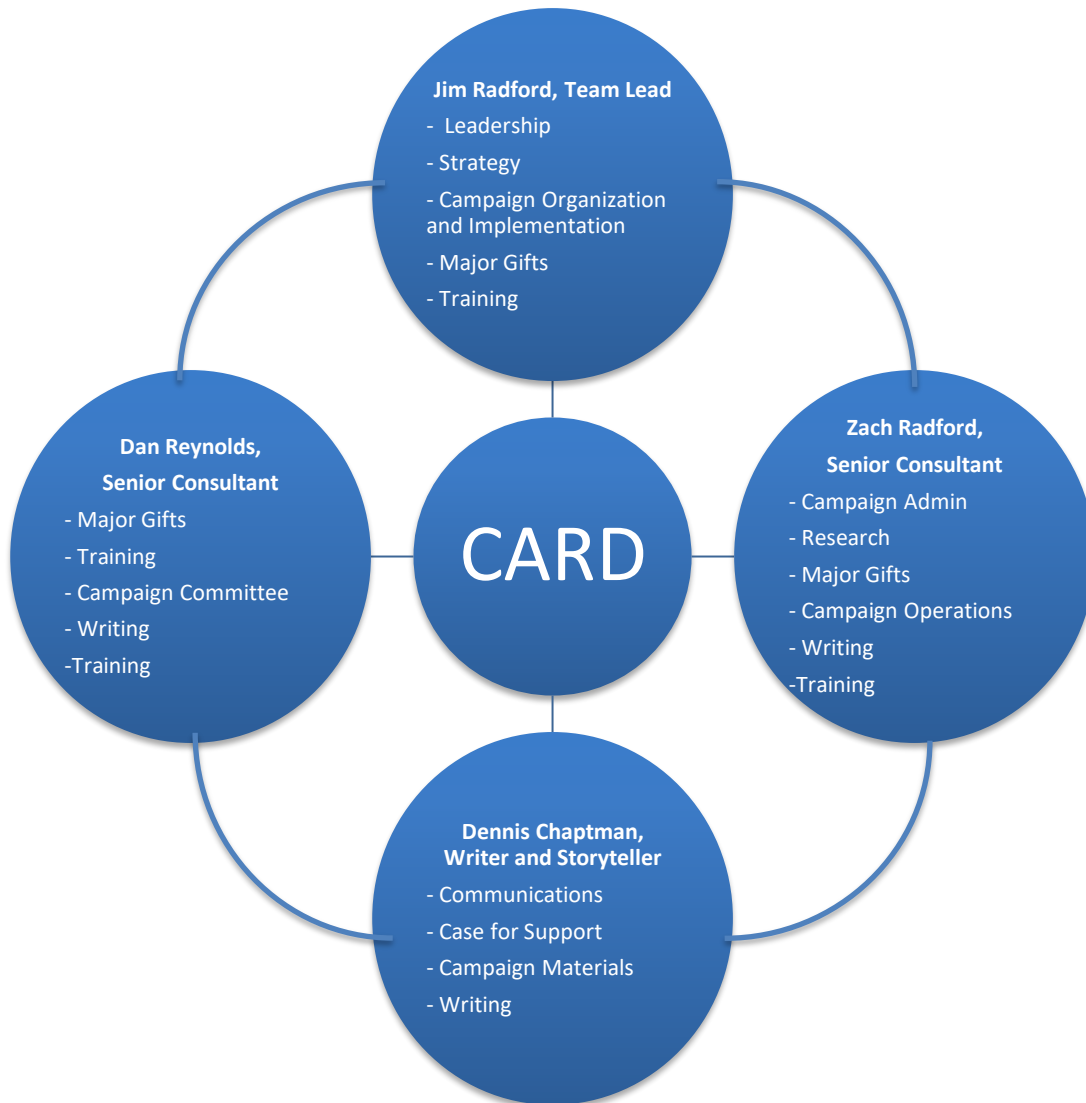 Jim Radford, Team Lead
- Leadership
- Strategy
- Campaign Organization
and Implementation
- Major Gifts
- Training
Dan Reynolds,
Senior Consultant
- Major Gifts
- Training
- Campaign Committee
- Writing
-Training
CARD
Zach Radford,
Senior Consultant
- Campaign Admin
- Research
- Major Gifts
- Campaign Operations
- Writing
-Training
Dennis Chaptman,
Writer and Storyteller
- Communications
- Case for Support
- Campaign Materials
- Writing